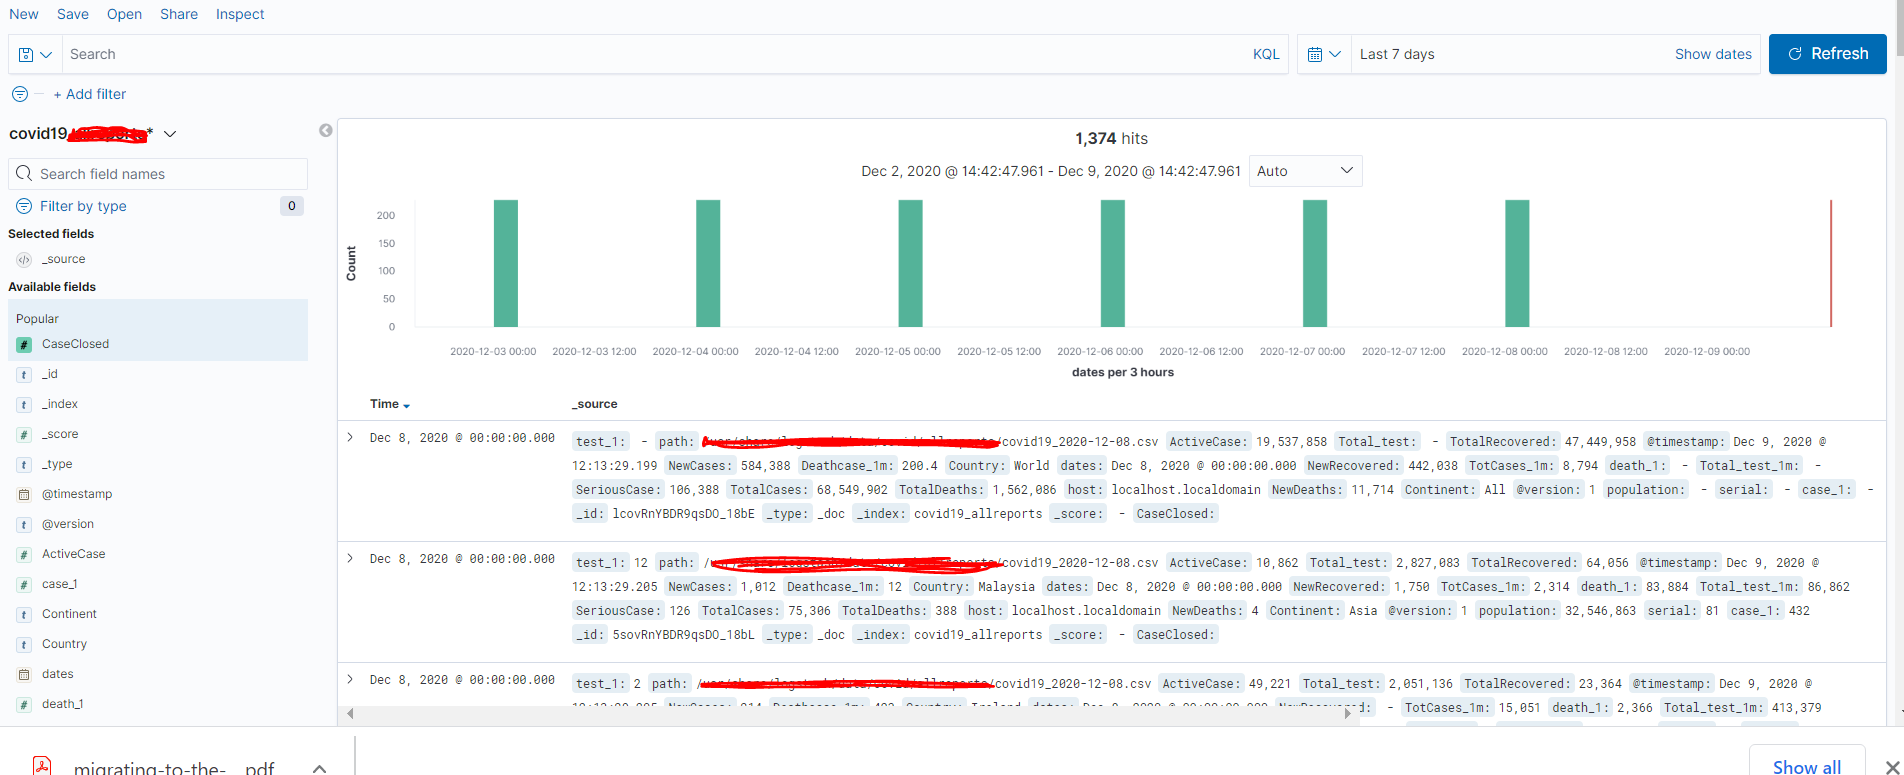 New Save Open Share Inspect
Search KQL Last 7 days Show dates Refresh
+ Add filter
covid19 *
Search field names
Filter by type 0
Selected fields
_source
Available fields
Popular
CaseClosed
_id
_index
_score
_type
@timestamp
@version
ActiveCase
case_1
Continent
Country
dates
death_1
1,374 hits
Dec 2, 2020 @ 14:42:47.961 - Dec 9, 2020 @ 14:42:47.961 Auto
Count
200
150
100
50
0
2020-12-03 00:00 2020-12-03 12:00 2020-12-04 00:00 2020-12-04 12:00 2020-12-05 00:00 2020-12-05 12:00 2020-12-06 00:00 2020-12-06 12:00 2020-12-07 00:00 2020-12-07 12:00 2020-12-08 00:00 2020-12-08 12:00 2020-12-09 00:00
dates per 3 hours
Time _source
Dec 8, 2020 @ 00:00:00.000 test_1: - path: /covid19_2020-12-08.csv ActiveCase: 19,537,858 Total_test: - TotalRecovered: 47,449,958 @timestamp: Dec 9, 2020 @
12:13:29.199 NewCases: 584,388 Deathcase_1m: 200.4 Country: World dates: Dec 8, 2020 @ 00:00:00.000 NewRecovered: 442,038 TotCases_1m: 8,794 death_1: - Total_test_1m: -
SeriousCase: 106,388 TotalCases: 68,549,902 TotalDeaths: 1,562,086 host: localhost.localdomain NewDeaths: 11,714 Continent: All @version: 1 population: - serial: - case_1: -
_id: lcovRnYBDR9qsDO_18bE _type: _doc _index: covid19_allreports _score: - CaseClosed:
Dec 8, 2020 @ 00:00:00.000 test_1: 12 path: /covid19_2020-12-08.csv ActiveCase: 10,862 Total_test: 2,827,083 TotalRecovered: 64,056 @timestamp: Dec 9, 2020 @
12:13:29.205 NewCases: 1,012 Deathcase_1m: 12 Country: Malaysia dates: Dec 8, 2020 @ 00:00:00.000 NewRecovered: 1,750 TotCases_1m: 2,314 death_1: 83,884 Total_test_1m: 86,862
SeriousCase: 126 TotalCases: 75,306 TotalDeaths: 388 host: localhost.localdomain NewDeaths: 4 Continent: Asia @version: 1 population: 32,546,863 serial: 81 case_1: 432
_id: 5sovRnYBDR9qsDO_18bL _type: _doc _index: covid19_allreports _score: - CaseClosed:
Dec 8, 2020 @ 00:00:00.000 test_1: 2 path: /covid19_2020-12-08.csv ActiveCase: 49,221 Total_test: 2,051,136 TotalRecovered: 23,364 @timestamp: Dec 9, 2020 @
- TotCases_1m: 15,051 death_1: 2,366 Total_test_1m: 413,379
migrating-to-the-....pdf Show all